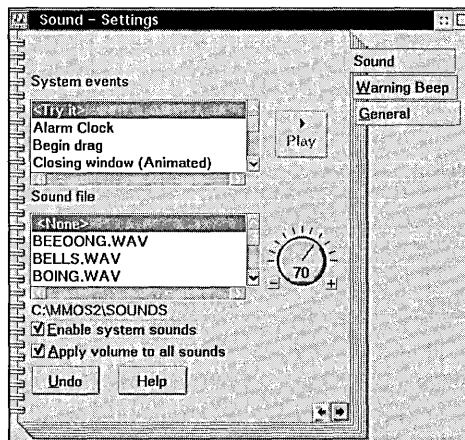 Sound – Settings
Sound
Warning Beep
General
System events
<Try it>
Alarm Clock
Begin drag
Closing window (Animated)
Play
Sound file
<None>
BEEOONG.WAV
BELLS.WAV
BOING.WAV
70
- +
C:\MMOS2\SOUNDS
Enable system sounds
Apply volume to all sounds
Undo Help